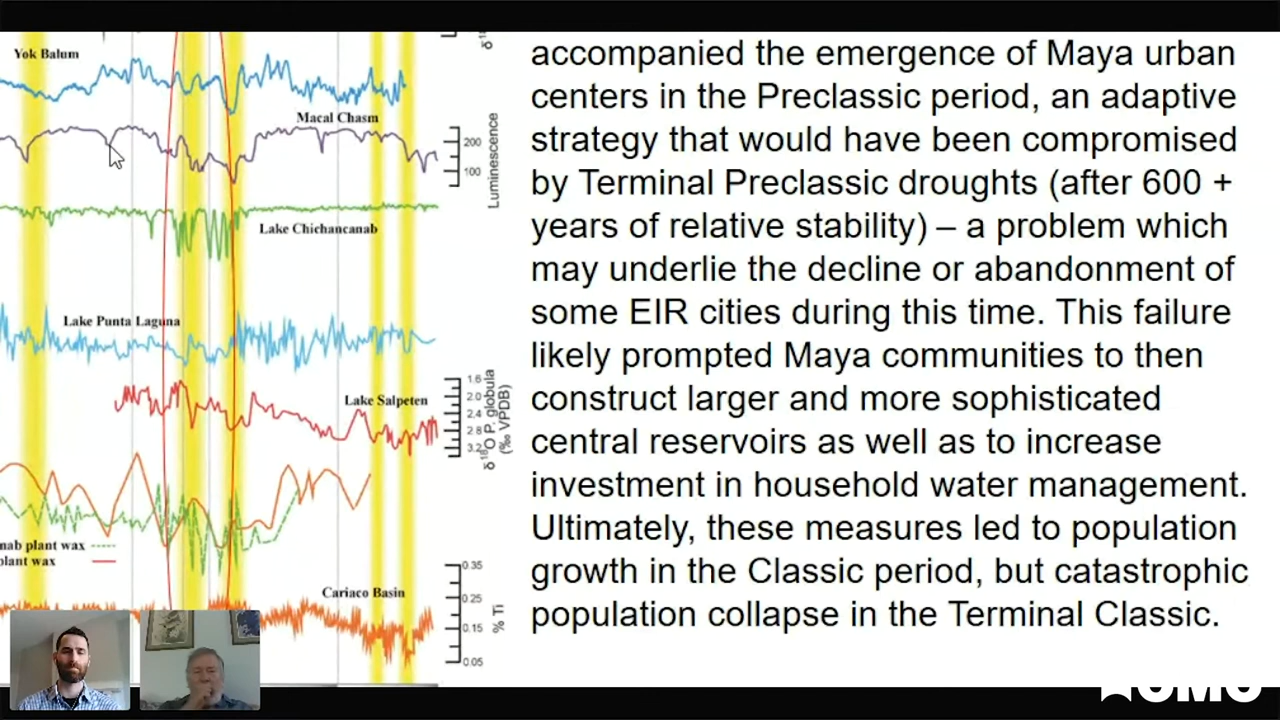 accompanied the emergence of Maya urban
centers in the Preclassic period, an adaptive
strategy that would have been compromised
by Terminal Preclassic droughts (after 600 +
years of relative stability) – a problem which
may underlie the decline or abandonment of
some EIR cities during this time. This failure
likely prompted Maya communities to then
construct larger and more sophisticated
central reservoirs as well as to increase
investment in household water management.
Ultimately, these measures led to population
growth in the Classic period, but catastrophic
population collapse in the Terminal Classic.
Yok Balum
Macal Chasm
200
100
Luminescence
Lake Chichancanab
Lake Punta Laguna
Lake Salpeten
1.6
2.0
2.4
2.8
3.2
δ18O P. globula
(‰ VPDB)
nab plant wax
plant wax
Cariaco Basin
0.35
0.25
0.15
0.05
% Ti